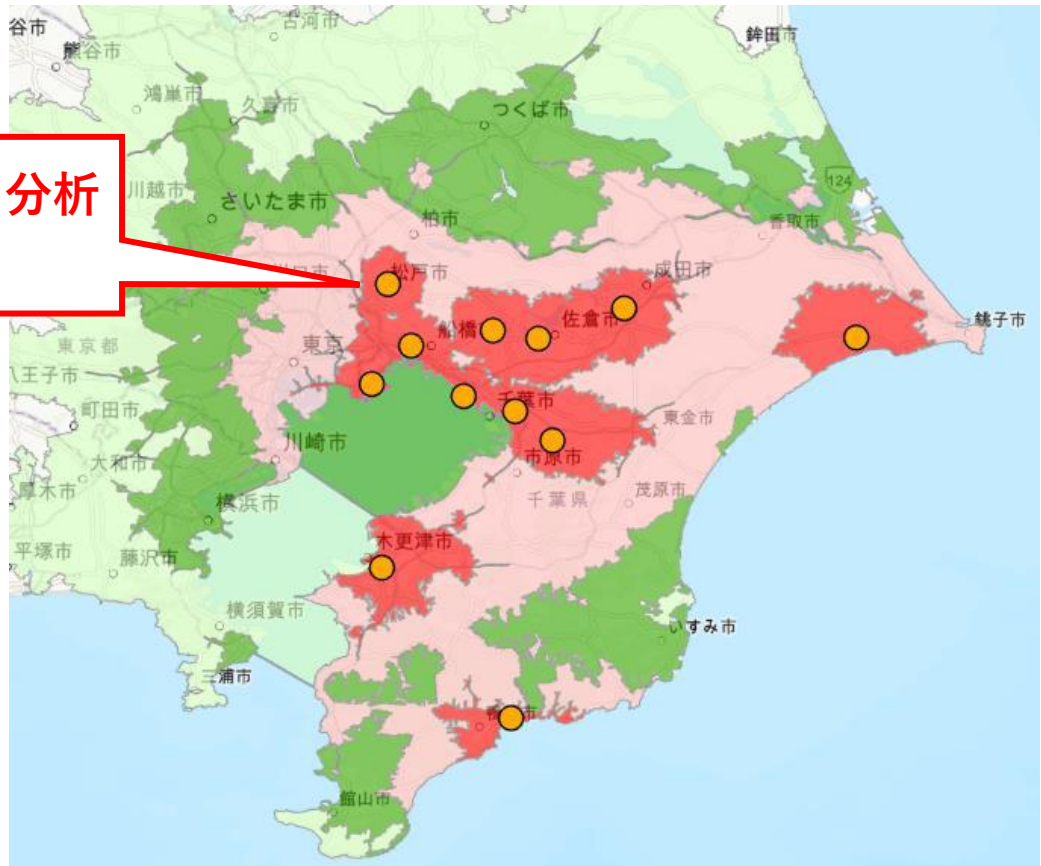 谷市
熊谷市
古河市
鉾田市
鴻巣市
久喜市
つくば市
分析
川越市
さいたま市
柏市
124
香取市
松戸市
成田市
銚子市
東京都
東京
船橋
佐倉市
八王子市
町田市
千葉市
東金市
川崎市
市原市
大和市
厚木市
千葉県
茂原市
横浜市
木更津市
平塚市
藤沢市
横須賀市
いすみ市
三浦市
館山市